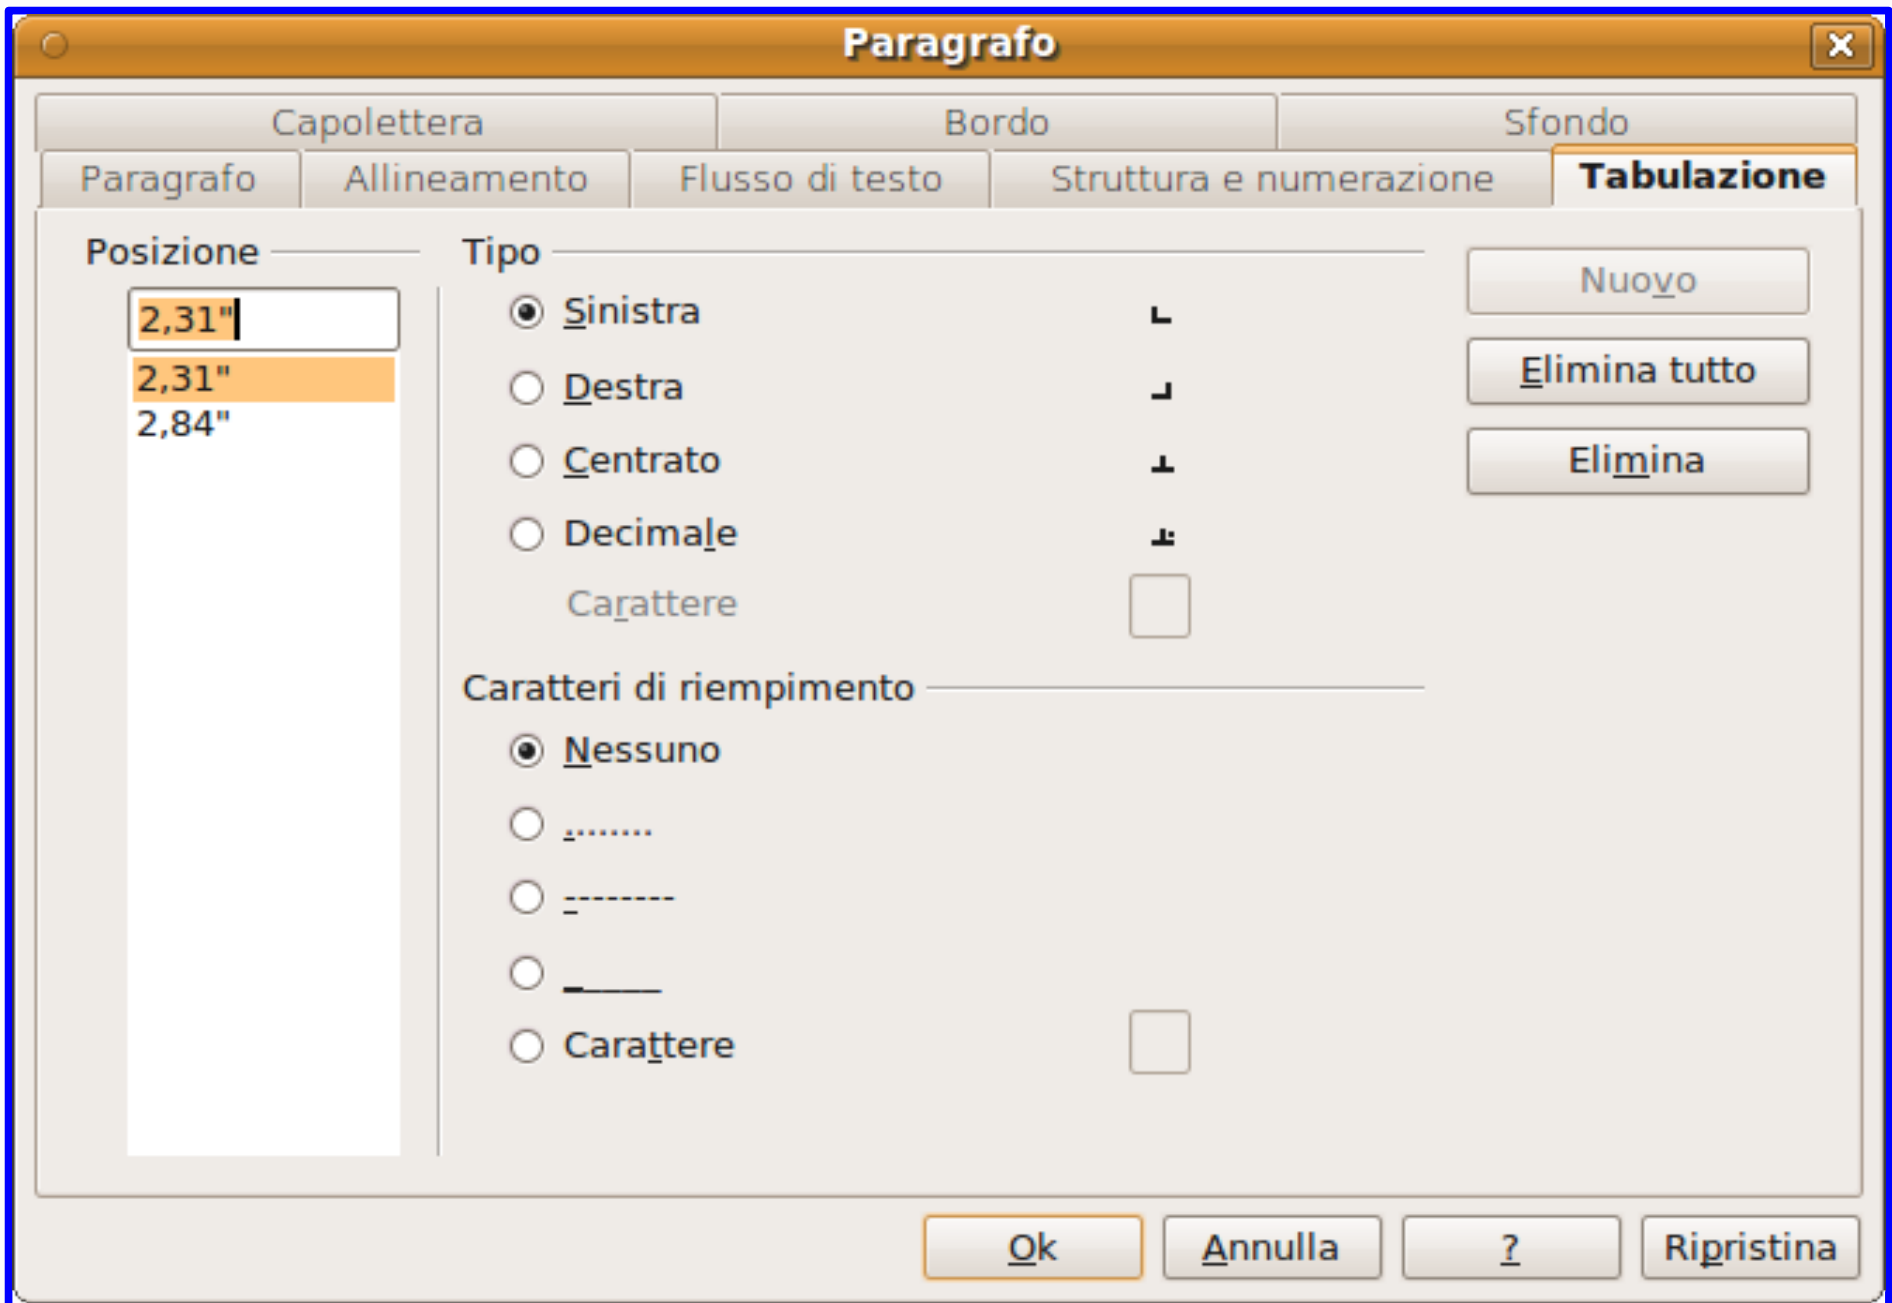 Paragrafo
Capolettera Bordo Sfondo
Paragrafo Allineamento Flusso di testo Struttura e numerazione Tabulazione
Posizione
2,31"
2,31"
2,84"
Tipo
Sinistra
Destra
Centrato
Decimale
Carattere
Caratteri di riempimento
Nessuno
........
--------
_____
Carattere
Nuovo
Elimina tutto
Elimina
Ok Annulla ? Ripristina